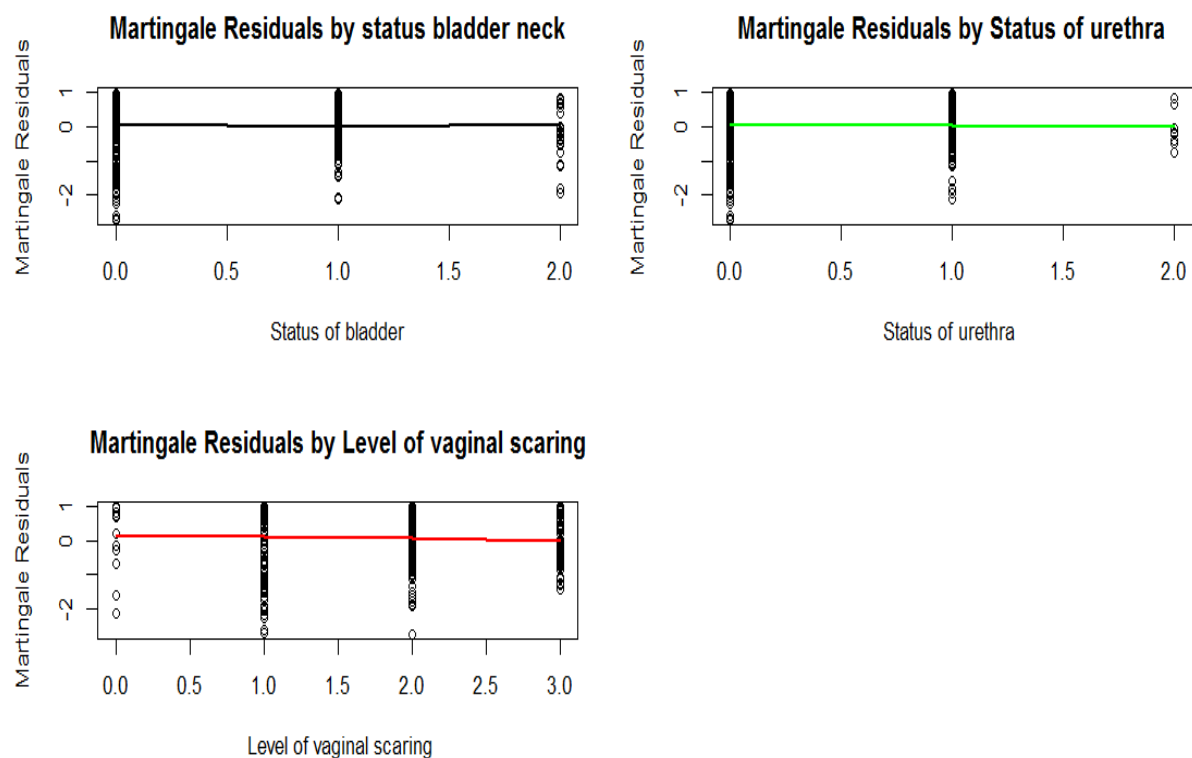 Martingale Residuals by status bladder neck
Martingale Residuals
1
0
-2
0.0 0.5 1.0 1.5 2.0
Status of bladder
Martingale Residuals by Status of urethra
Martingale Residuals
1
0
-2
0.0 0.5 1.0 1.5 2.0
Status of urethra
Martingale Residuals by Level of vaginal scaring
Martingale Residuals
1
0
-2
0.0 0.5 1.0 1.5 2.0 2.5 3.0
Level of vaginal scaring